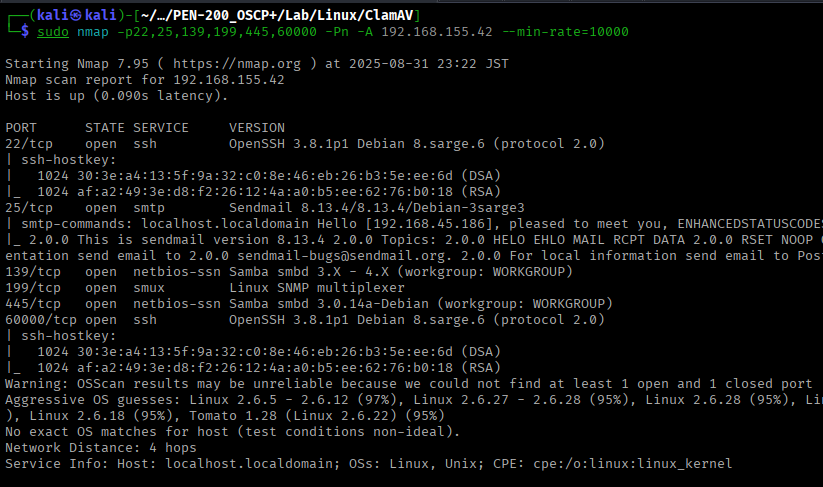 ┌──(kali㉿kali)-[~/…/PEN-200_OSCP+/Lab/Linux/ClamAV]
└─$ sudo nmap -p22,25,139,199,445,60000 -Pn -A 192.168.155.42 --min-rate=10000
Starting Nmap 7.95 ( https://nmap.org ) at 2025-08-31 23:22 JST
Nmap scan report for 192.168.155.42
Host is up (0.090s latency).
PORT      STATE SERVICE     VERSION
22/tcp    open  ssh         OpenSSH 3.8.1p1 Debian 8.sarge.6 (protocol 2.0)
| ssh-hostkey:
|   1024 30:3e:a4:13:5f:9a:32:c0:8e:46:eb:26:b3:5e:ee:6d (DSA)
|_  1024 af:a2:49:3e:d8:f2:26:12:4a:a0:b5:ee:62:76:b0:18 (RSA)
25/tcp    open  smtp        Sendmail 8.13.4/8.13.4/Debian-3sarge3
| smtp-commands: localhost.localdomain Hello [192.168.45.186], pleased to meet you, ENHANCEDSTATUSCODES
|_ 2.0.0 This is sendmail version 8.13.4 2.0.0 Topics: 2.0.0 HELO EHLO MAIL RCPT DATA 2.0.0 RSET NOOP
entation send email to 2.0.0 sendmail-bugs@sendmail.org. 2.0.0 For local information send email to Pos
139/tcp   open  netbios-ssn Samba smbd 3.X - 4.X (workgroup: WORKGROUP)
199/tcp   open  smux        Linux SNMP multiplexer
445/tcp   open  netbios-ssn Samba smbd 3.0.14a-Debian (workgroup: WORKGROUP)
60000/tcp open  ssh         OpenSSH 3.8.1p1 Debian 8.sarge.6 (protocol 2.0)
| ssh-hostkey:
|   1024 30:3e:a4:13:5f:9a:32:c0:8e:46:eb:26:b3:5e:ee:6d (DSA)
|_  1024 af:a2:49:3e:d8:f2:26:12:4a:a0:b5:ee:62:76:b0:18 (RSA)
Warning: OSScan results may be unreliable because we could not find at least 1 open and 1 closed port
Aggressive OS guesses: Linux 2.6.5 - 2.6.12 (97%), Linux 2.6.27 - 2.6.28 (95%), Linux 2.6.28 (95%), Li
), Linux 2.6.18 (95%), Tomato 1.28 (Linux 2.6.22) (95%)
No exact OS matches for host (test conditions non-ideal).
Network Distance: 4 hops
Service Info: Host: localhost.localdomain; OSs: Linux, Unix; CPE: cpe:/o:linux:linux_kernel